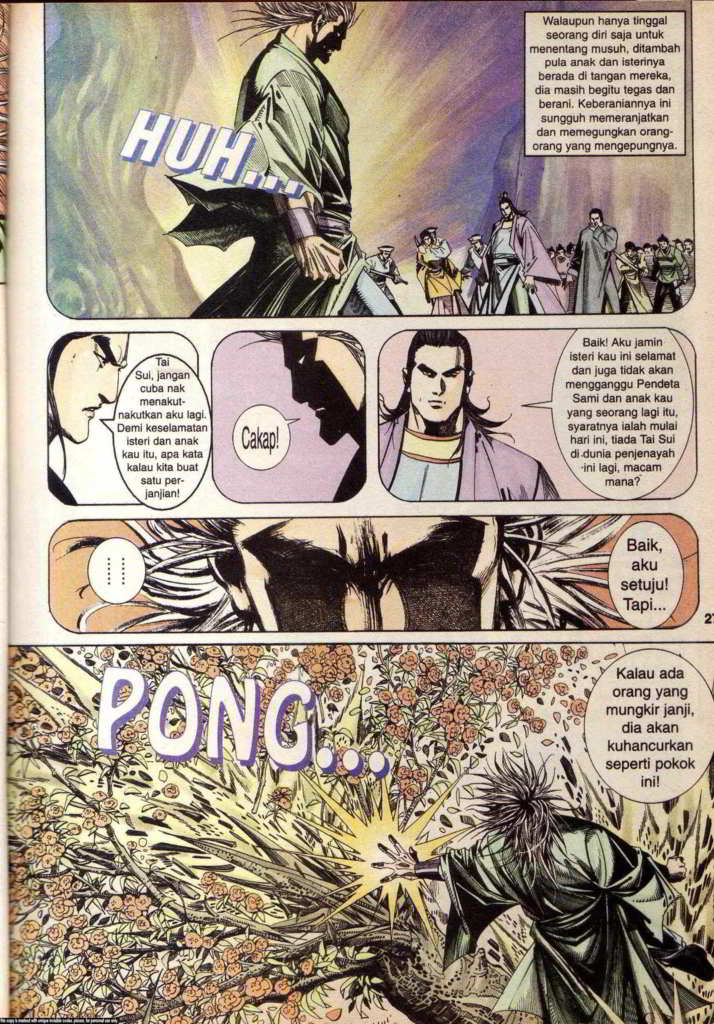 Walaupun hanya tinggal
seorang diri saja untuk
menentang musuh, ditambah
pula anak dan isterinya
berada di tangan mereka,
dia masih begitu tegas dan
berani. Keberaniannya ini
sungguh memeranjatkan
dan memegungkan orang-
orang yang mengepungnya.
HUH...
Tai
Sui, jangan
cuba nak
menakut-
nakutkan aku lagi.
Demi keselamatan
isteri dan anak
kau itu, apa kata
kalau kita buat
satu per-
janjian!
Cakap!
Baik! Aku jamin
isteri kau ini selamat
dan juga tidak akan
mengganggu Pendeta
Sami dan anak kau
yang seorang lagi itu,
syaratnya ialah mulai
hari ini, tiada Tai Sui
di dunia penjenayah
ini lagi, macam
mana?
Baik,
aku
setuju!
Tapi...
PONG...
Kalau ada
orang yang
mungkir janji,
dia akan
kuhancurkan
seperti pokok
ini!